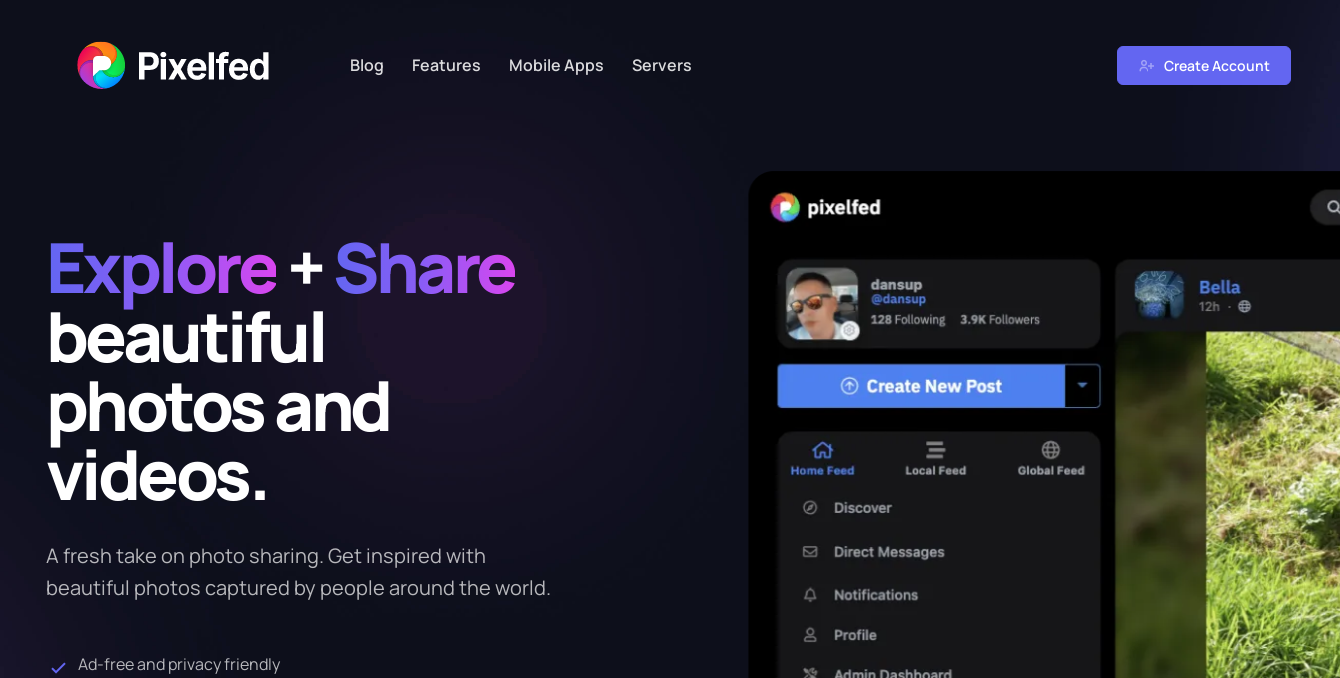 Pixelfed
Blog
Features
Mobile Apps
Servers
Create Account
Explore + Share
beautiful
photos and
videos.
A fresh take on photo sharing. Get inspired with
beautiful photos captured by people around the world.
Ad-free and privacy friendly
pixelfed
dansup
@dansup
128 Following 3.9K Followers
Create New Post
Home Feed
Local Feed
Global Feed
Discover
Direct Messages
Notifications
Profile
Admin Dashboard
Bella
12h ·